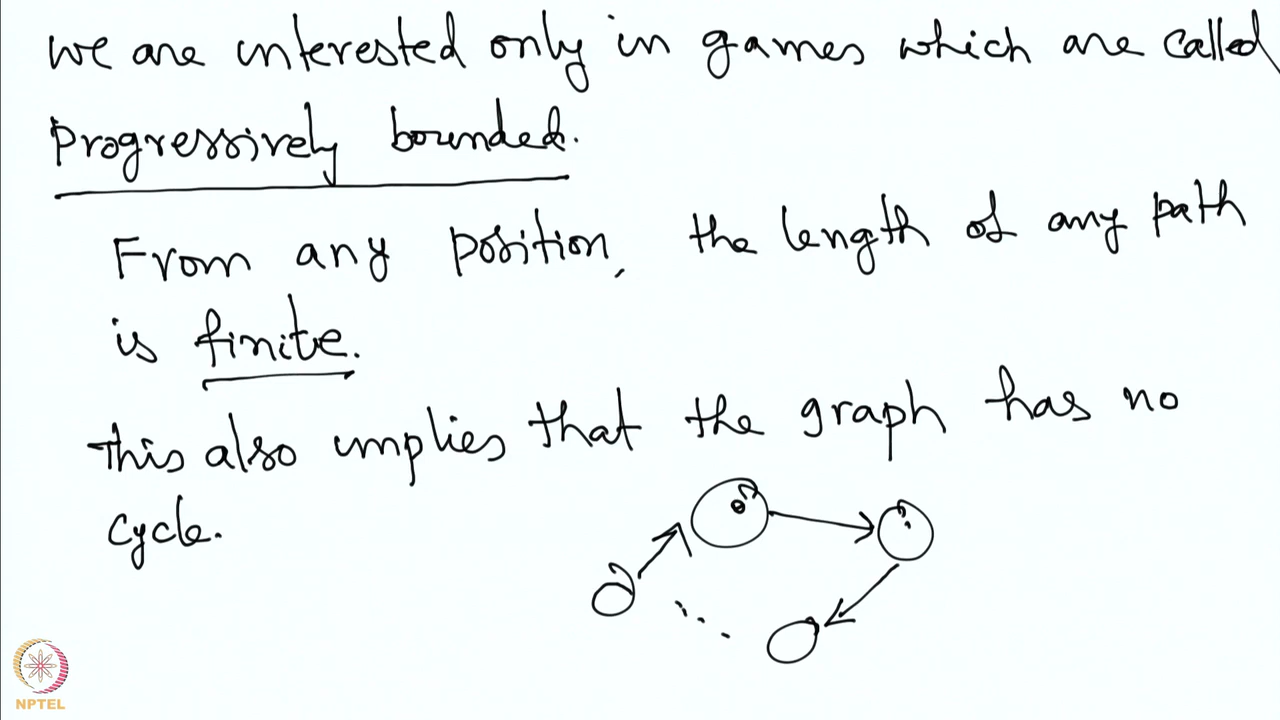 we are interested only in games which are called
Progressively bounded.
From any position, the length of any path
is finite.
This also implies that the graph has no
cycle.
NPTEL